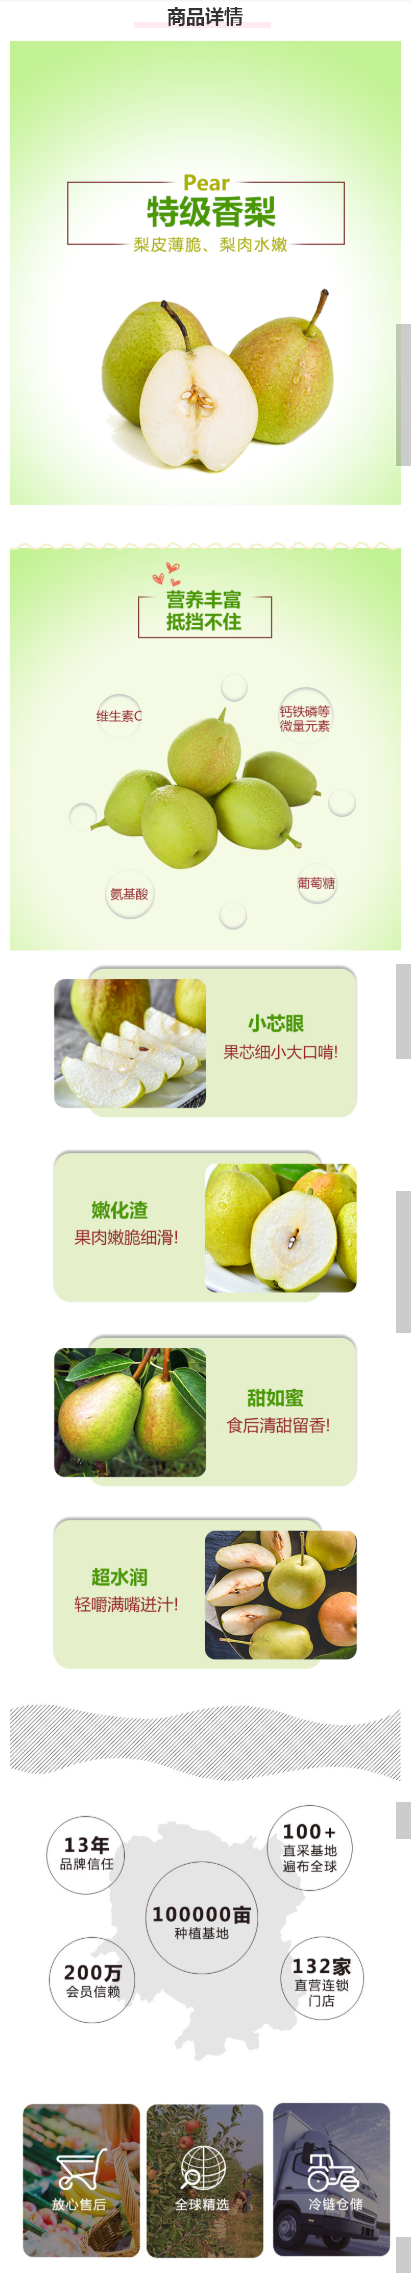 商品详情
Pear
特级香梨
梨皮薄脆、梨肉水嫩
营养丰富
抵挡不住
维生素C
钙铁磷等
微量元素
氨基酸
葡萄糖
小芯眼
果芯细小大口啃!
嫩化渣
果肉嫩脆细滑!
甜如蜜
食后清甜留香!
超水润
轻嚼满嘴迸汁!
13年
品牌信任
100+
直采基地
遍布全球
100000亩
种植基地
200万
会员信赖
132家
直营连锁
门店
放心售后
全球精选
冷链仓储